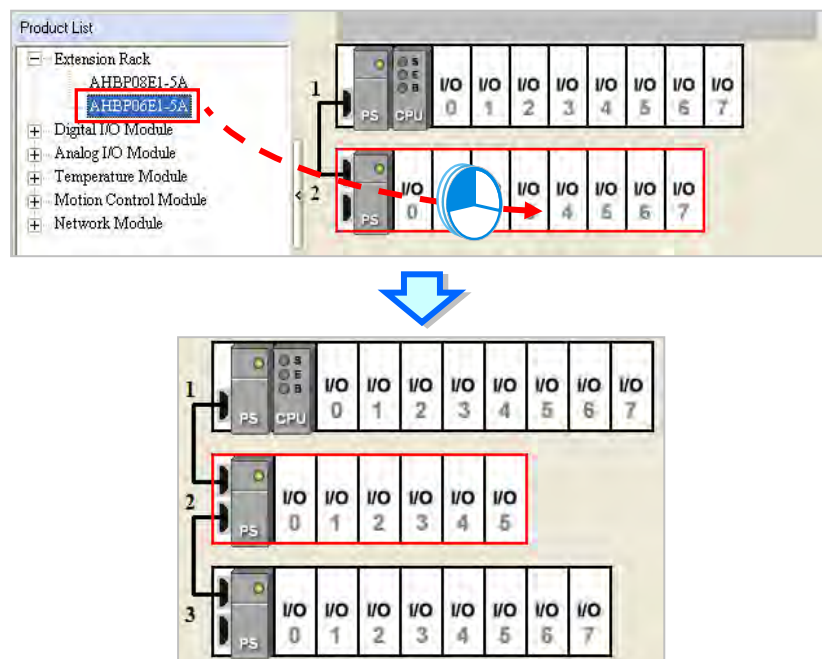 Product List
Extension Rack
AHBP08E1-5A
AHBP06E1-5A
Digital I/O Module
Analog I/O Module
Temperature Module
Motion Control Module
Network Module
<
1
S
E
B
I/O I/O I/O I/O I/O I/O I/O I/O
PS CPU 0 1 2 3 4 5 6 7
2
I/O I/O I/O I/O I/O I/O
PS 0 4 5 6 7
1
S
E
B
I/O I/O I/O I/O I/O I/O I/O I/O
PS CPU 0 1 2 3 4 5 6 7
2
I/O I/O I/O I/O I/O I/O
PS 0 1 2 3 4 5
3
I/O I/O I/O I/O I/O I/O I/O I/O
PS 0 1 2 3 4 5 6 7